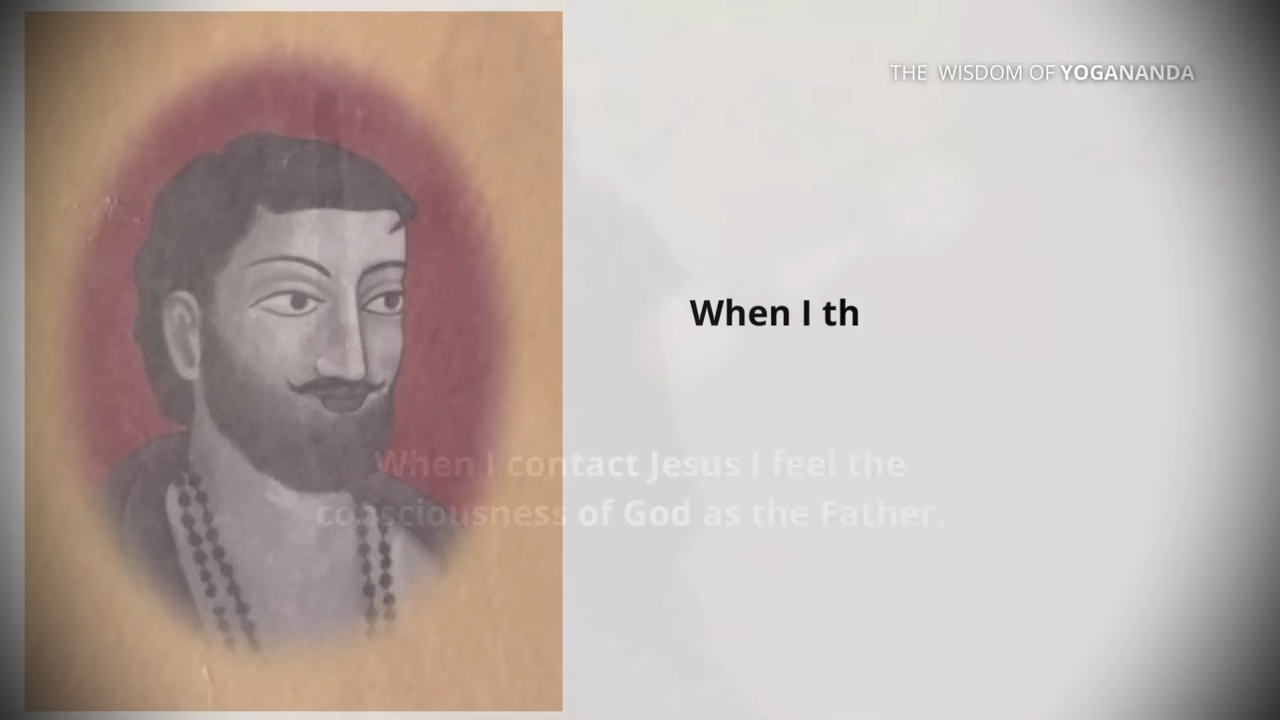 THE WISDOM OF YOGANANDA
When I th
When I contact Jesus I feel the
consciousness of God as the Father.